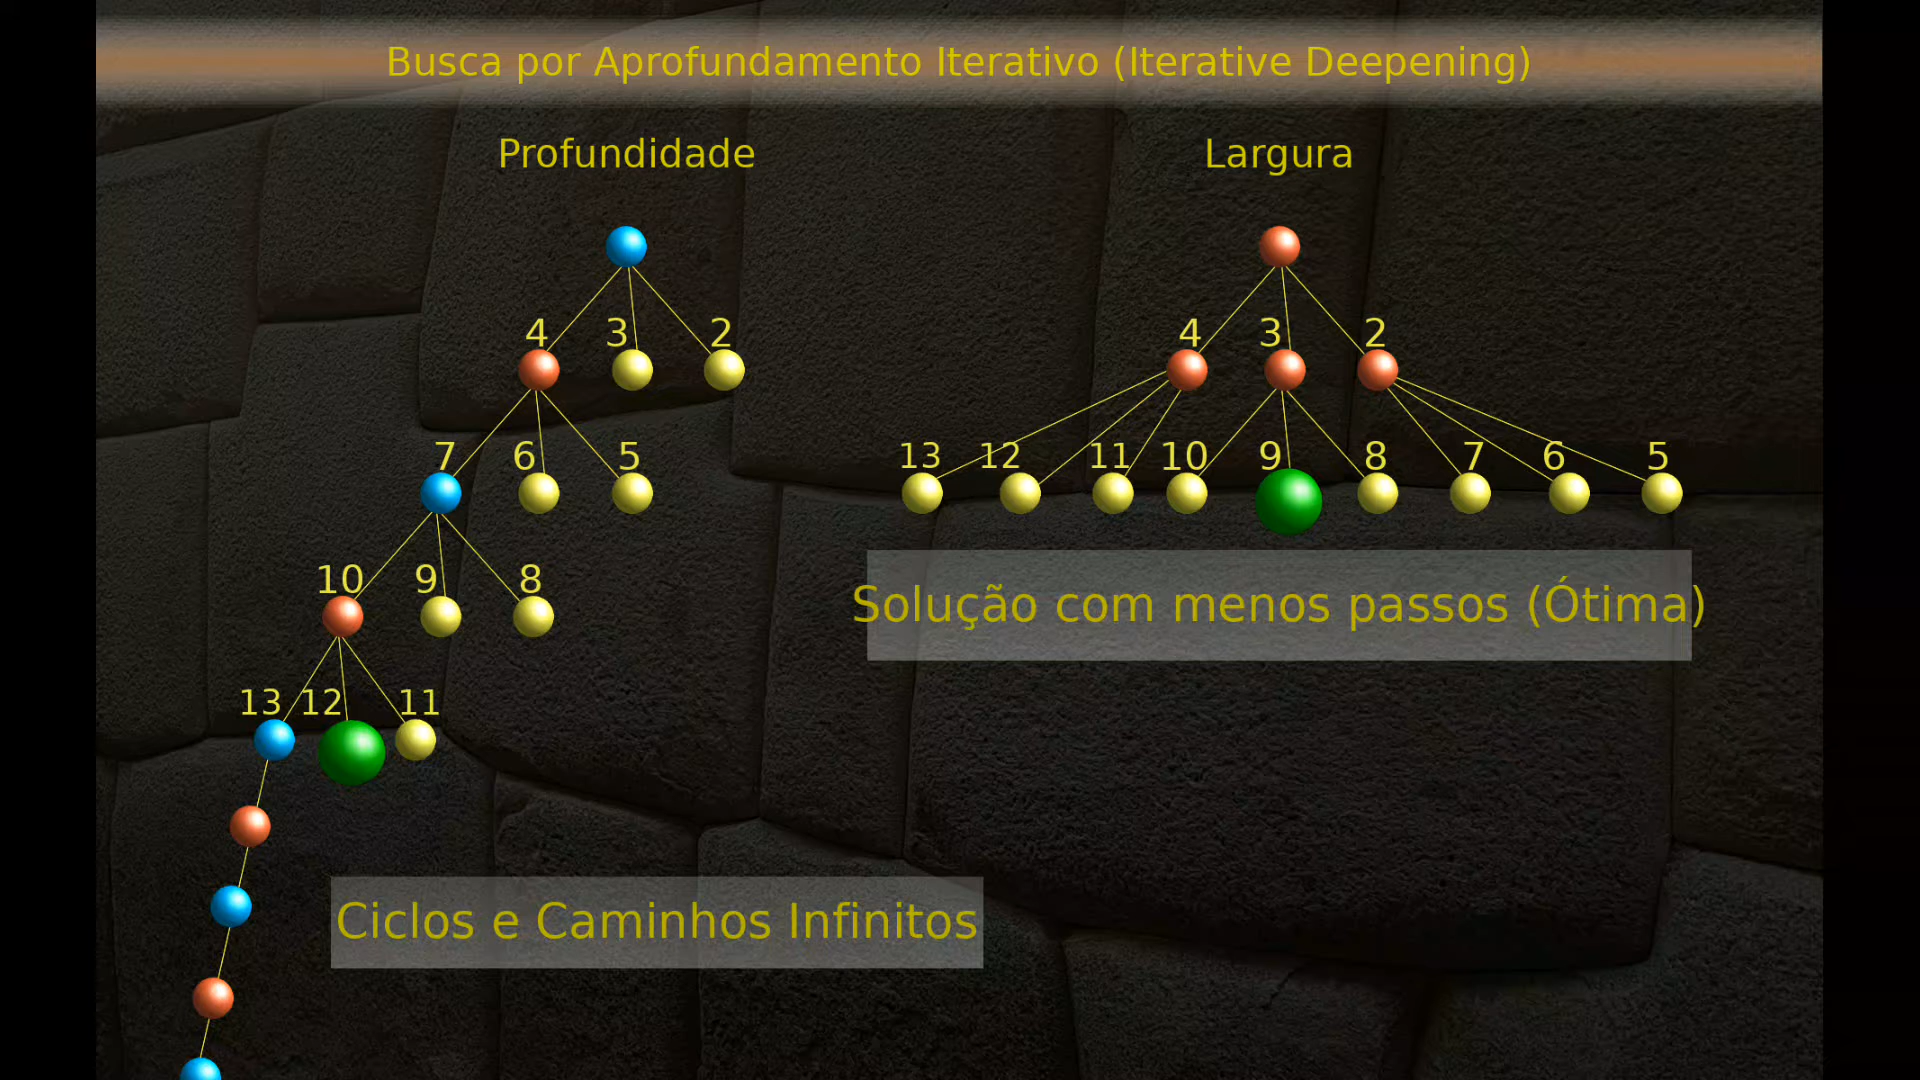 Busca por Aprofundamento Iterativo (Iterative Deepening)
Profundidade
Largura
4 3 2
4 3 2
7 6 5
13 12 11 10 9 8 7 6 5
10 9 8
Solução com menos passos (Ótima)
13 12 11
Ciclos e Caminhos Infinitos